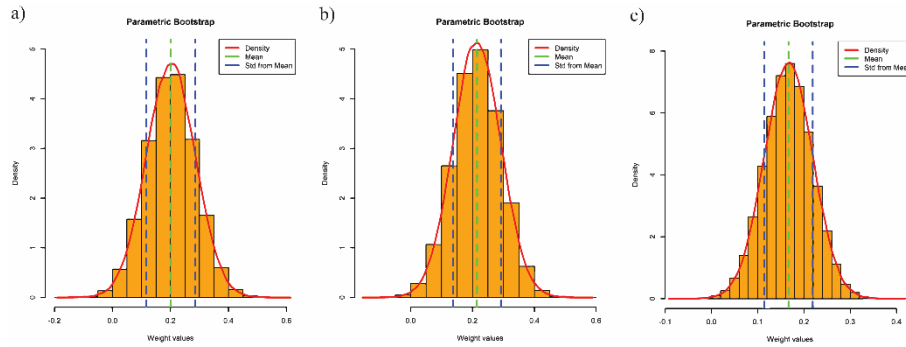 a)
Parametric Bootstrap
Density
Mean
Std from Mean
Density
0
1
2
3
4
5
-0.2
0.0
0.2
0.4
0.6
Weight values
b)
Parametric Bootstrap
Density
Mean
Std from Mean
Density
0
1
2
3
4
5
0.0
0.2
0.4
0.6
Weight values
c)
Parametric Bootstrap
Density
Mean
Std from Mean
Density
0
2
4
6
8
-0.1
0.0
0.1
0.2
0.3
0.4
Weight values